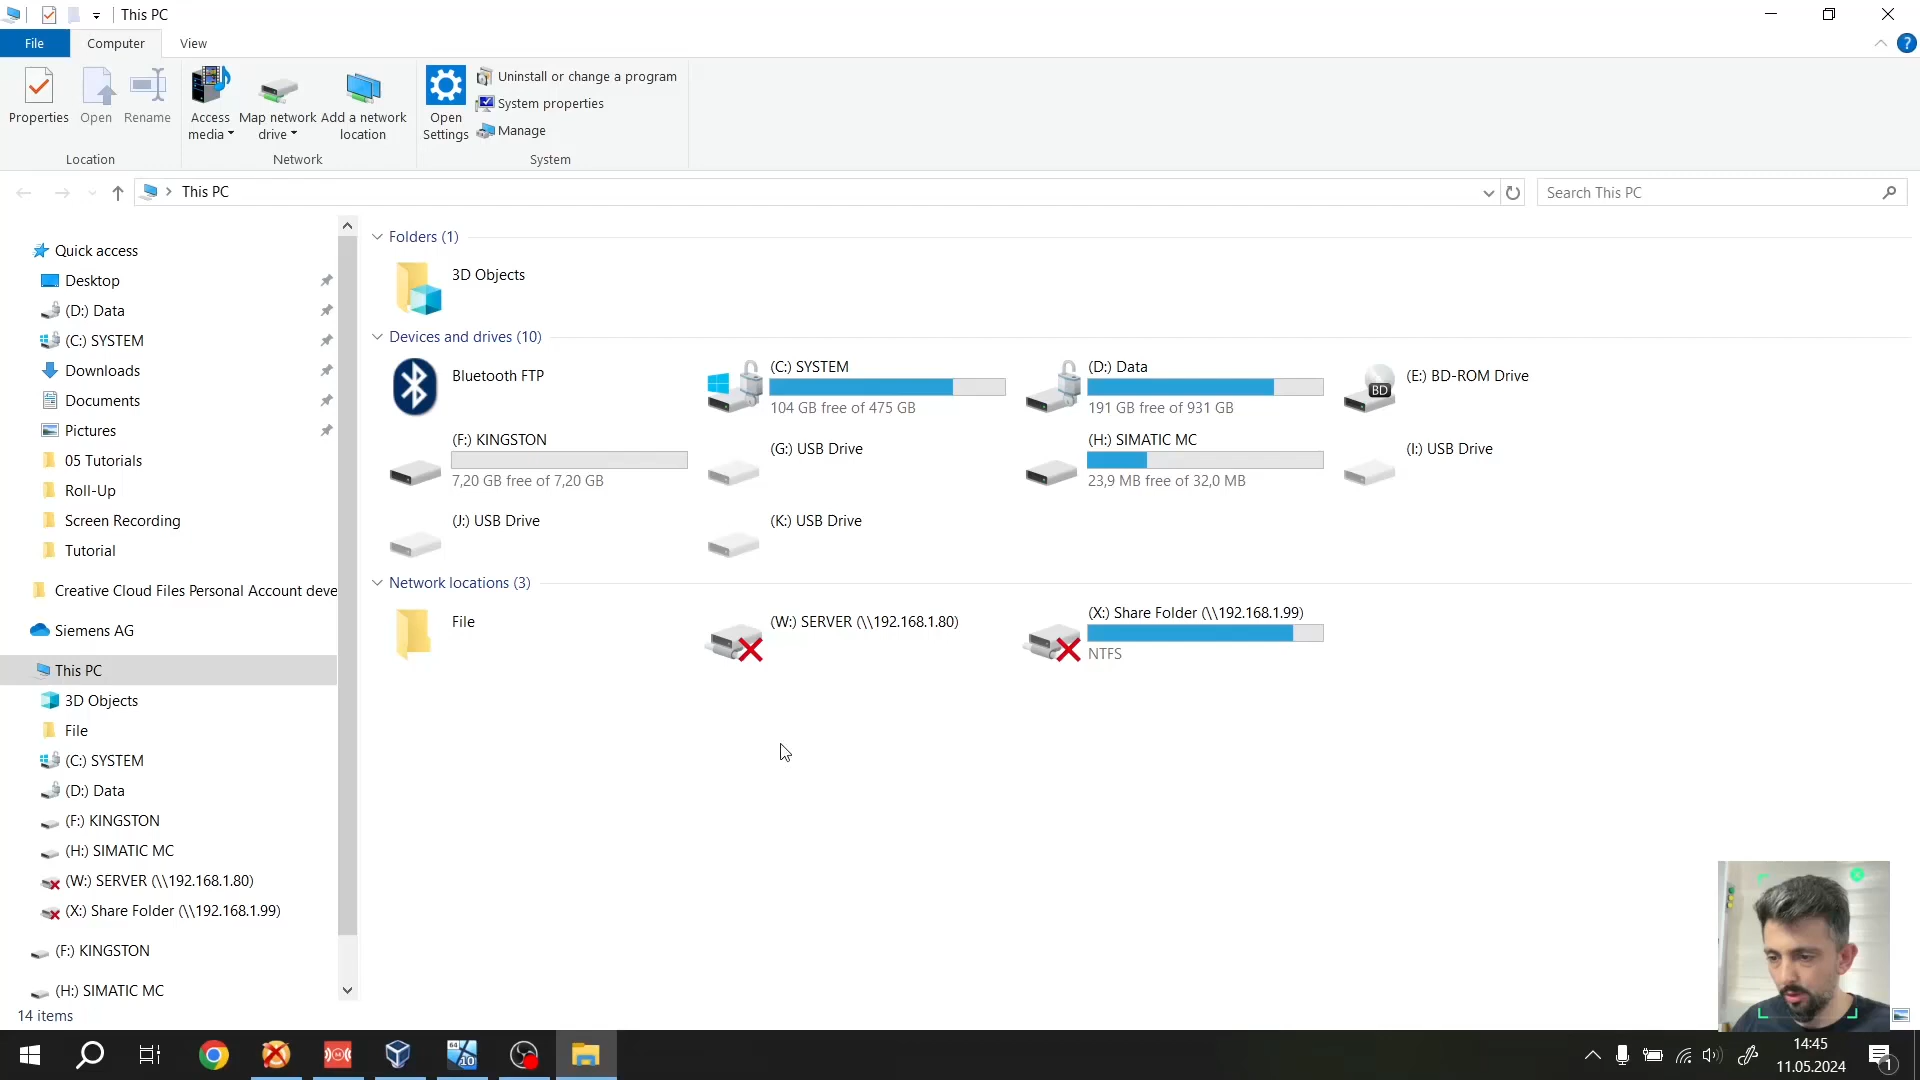 This PC
File
Computer
View
?
Properties
Open
Rename
Access media
Map network drive
Add a network location
Open Settings
Uninstall or change a program
System properties
Manage
Location
Network
System
This PC
Search This PC
Quick access
Desktop
(D:) Data
(C:) SYSTEM
Downloads
Documents
Pictures
05 Tutorials
Roll-Up
Screen Recording
Tutorial
Creative Cloud Files Personal Account deve
Siemens AG
This PC
3D Objects
File
(C:) SYSTEM
(D:) Data
(F:) KINGSTON
(H:) SIMATIC MC
(W:) SERVER (\\192.168.1.80)
(X:) Share Folder (\\192.168.1.99)
(F:) KINGSTON
(H:) SIMATIC MC
14 items
Folders (1)
3D Objects
Devices and drives (10)
Bluetooth FTP
(C:) SYSTEM
104 GB free of 475 GB
(D:) Data
191 GB free of 931 GB
BD
(E:) BD-ROM Drive
(F:) KINGSTON
7,20 GB free of 7,20 GB
(G:) USB Drive
(H:) SIMATIC MC
23,9 MB free of 32,0 MB
(I:) USB Drive
(J:) USB Drive
(K:) USB Drive
Network locations (3)
File
(W:) SERVER (\\192.168.1.80)
(X:) Share Folder (\\192.168.1.99)
NTFS
64
10
14:45
11.05.2024
1